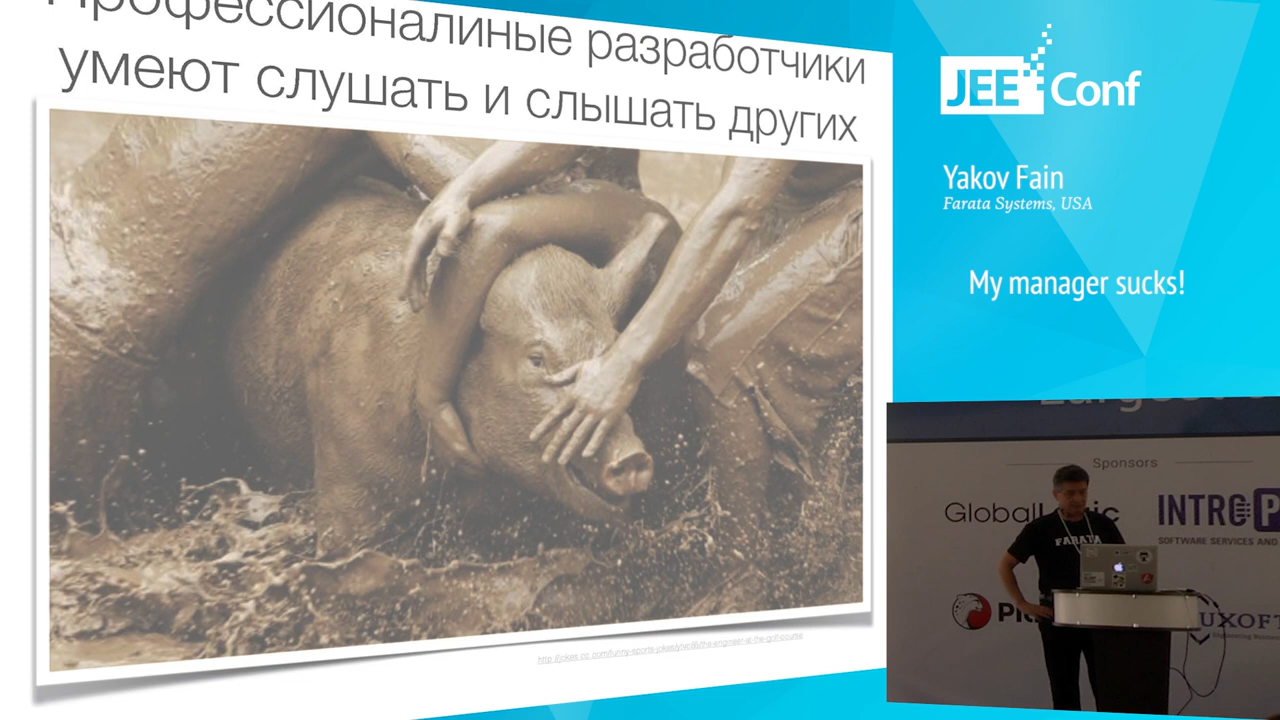 Профессионалиные разработчики
умеют слушать и слышать других
JEE Conf
Yakov Fain
Farata Systems, USA
My manager sucks!
Sponsors
FARATA
INTRO
SOFTWARE SERVICES AND